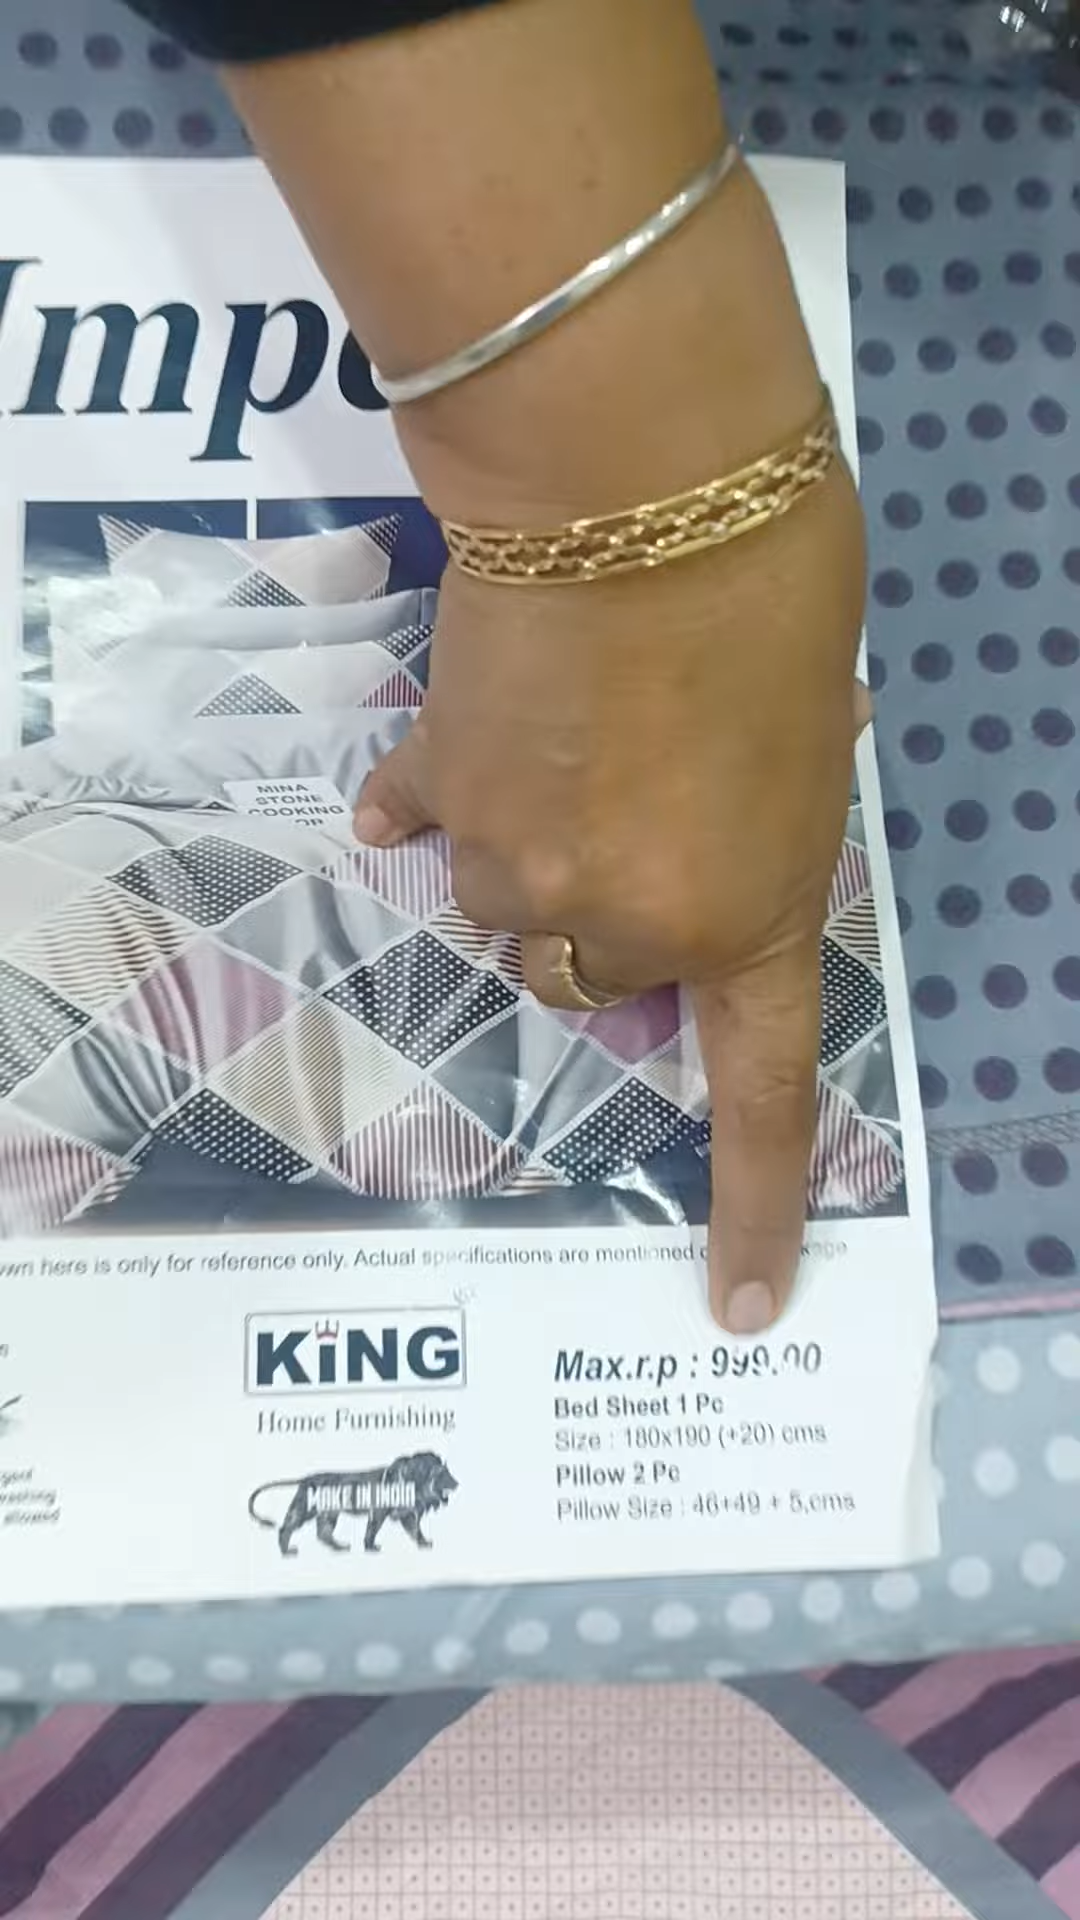 Imp
MINA
STONE
COOKING
here is only for reference only. Actual specifications are mentioned
KING
Home Furnishing
MAKE IN INDIA
Max.r.p : 999.00
Bed Sheet 1 Pc
Size : 180x190 (+20) cms
Pillow 2 Pc
Pillow Size : 46+49 + 5,cms